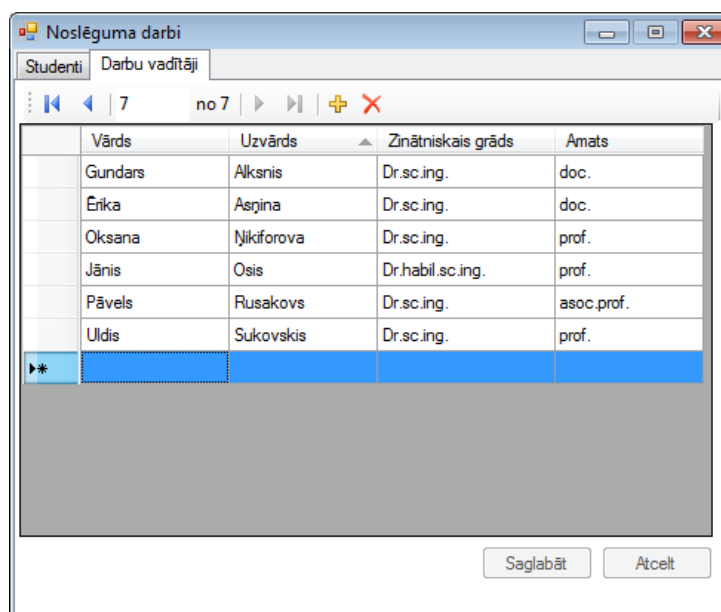 Noslēguma darbi
Studenti Darbu vadītāji
7 no 7
Vārds Uzvārds Zinātniskais grāds Amats
Gundars Alksnis Dr.sc.ing. doc.
Ērika Asņina Dr.sc.ing. doc.
Oksana Ņikiforova Dr.sc.ing. prof.
Jānis Osis Dr.habil.sc.ing. prof.
Pāvels Rusakovs Dr.sc.ing. asoc.prof.
Uldis Sukovskis Dr.sc.ing. prof.
Saglabāt Atcelt